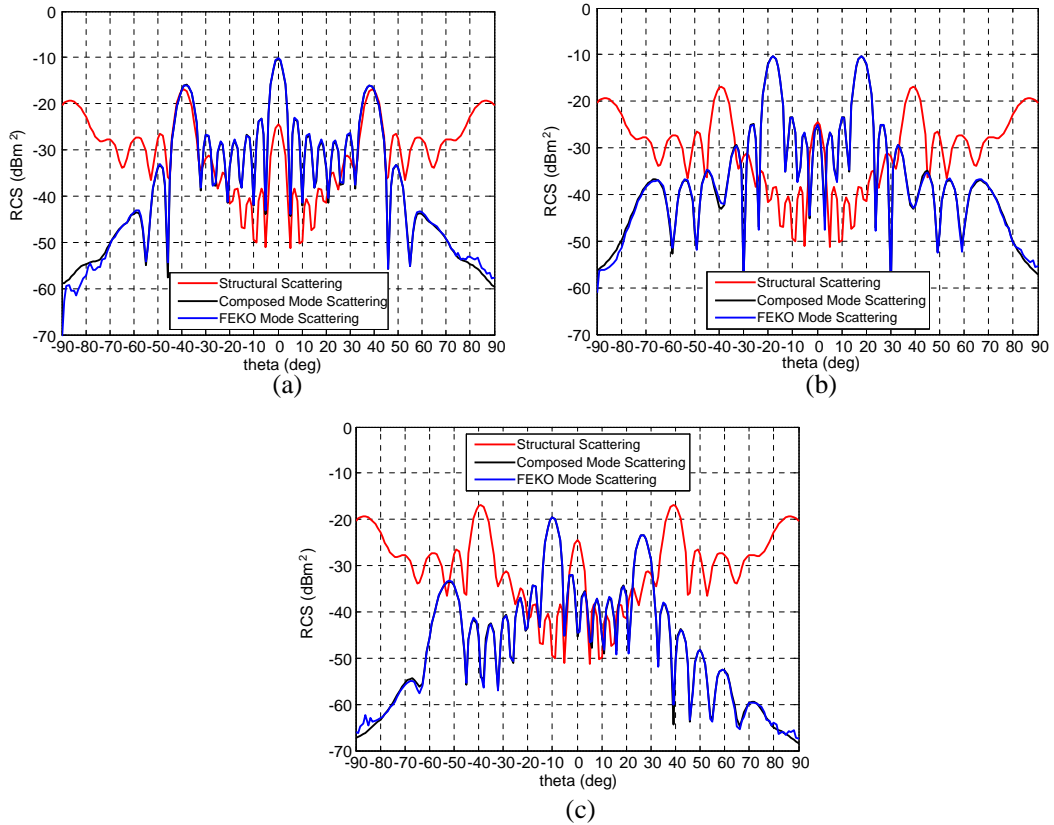 0
-10
-20
-30
-40
-50
-60
-70
RCS (dBm²)
Structural Scattering
Composed Mode Scattering
FEKO Mode Scattering
-90 -80 -70 -60 -50 -40 -30 -20 -10 0 10 20 30 40 50 60 70 80 90
theta (deg)
(a)
0
-10
-20
-30
-40
-50
-60
-70
RCS (dBm²)
Structural Scattering
Composed Mode Scattering
FEKO Mode Scattering
-90 -80 -70 -60 -50 -40 -30 -20 -10 0 10 20 30 40 50 60 70 80 90
theta (deg)
(b)
0
-10
-20
-30
-40
-50
-60
-70
RCS (dBm²)
Structural Scattering
Composed Mode Scattering
FEKO Mode Scattering
-90 -80 -70 -60 -50 -40 -30 -20 -10 0 10 20 30 40 50 60 70 80 90
theta (deg)
(c)